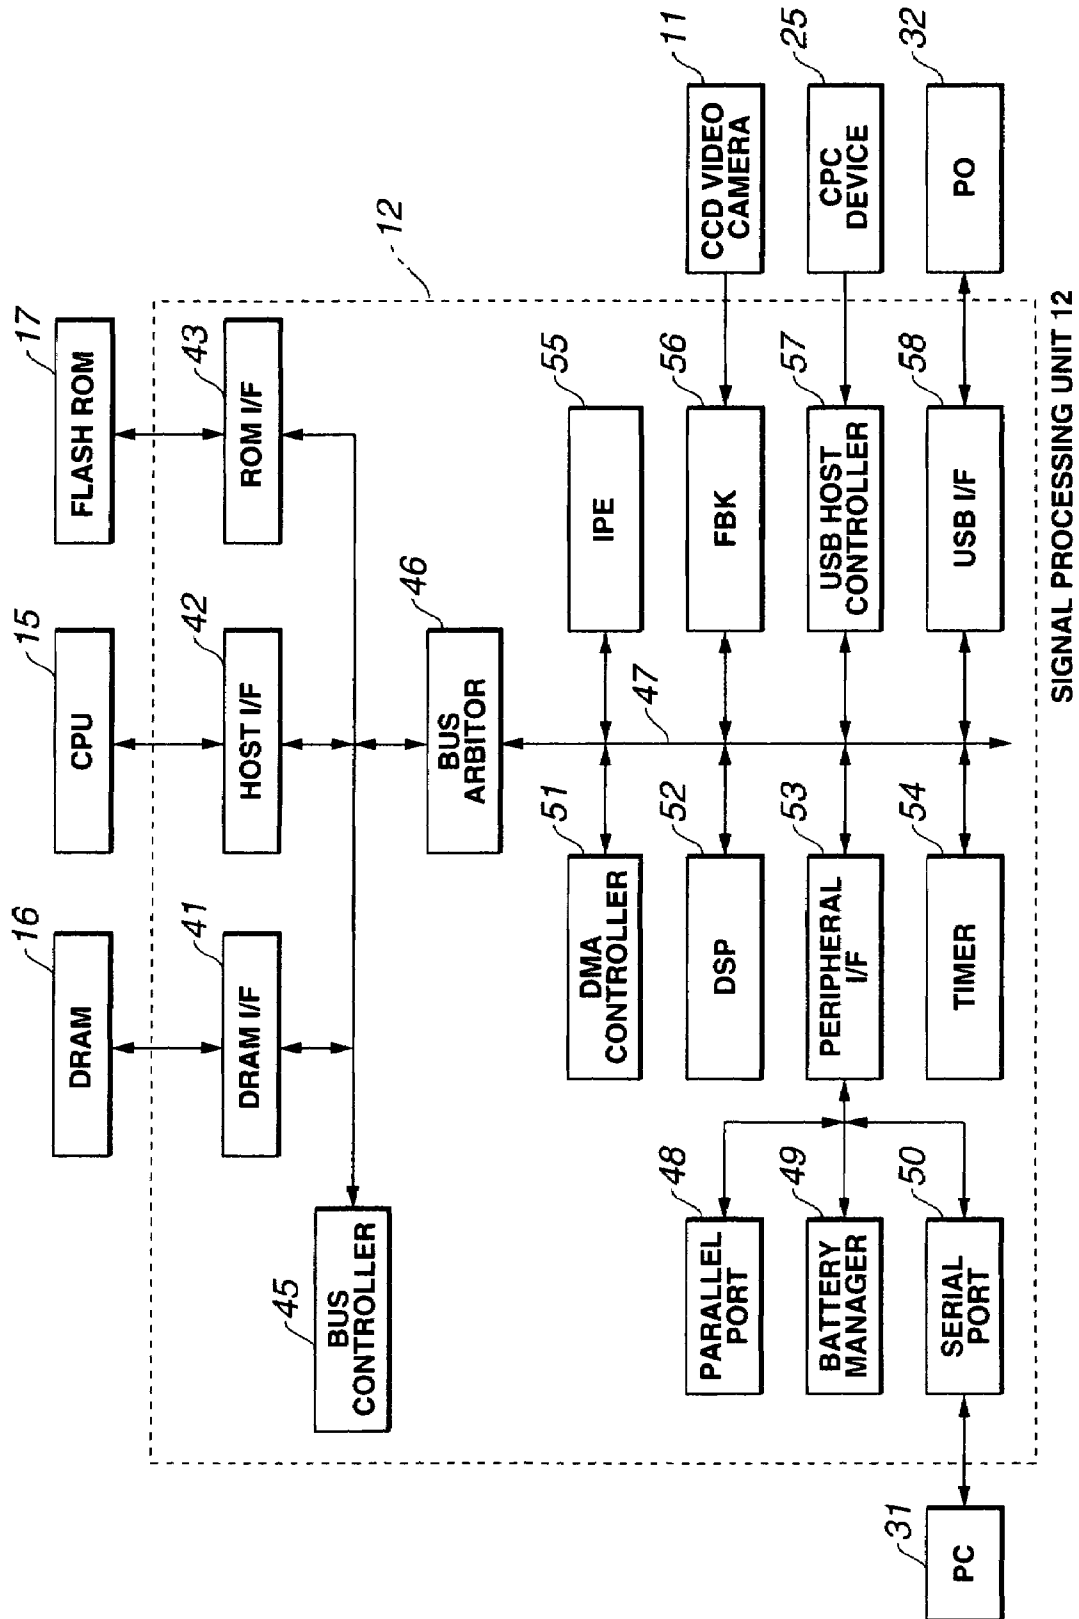 16
DRAM
15
CPU
17
FLASH ROM
12
41
DRAM I/F
42
HOST I/F
43
ROM I/F
45
BUS
CONTROLLER
46
BUS
ARBITOR
47
51
DMA
CONTROLLER
55
IPE
48
PARALLEL
PORT
52
DSP
56
FBK
11
CCD VIDEO
CAMERA
49
BATTERY
MANAGER
53
PERIPHERAL
I/F
57
USB HOST
CONTROLLER
25
CPC
DEVICE
31
PC
50
SERIAL
PORT
54
TIMER
58
USB I/F
32
PO
SIGNAL PROCESSING UNIT 12